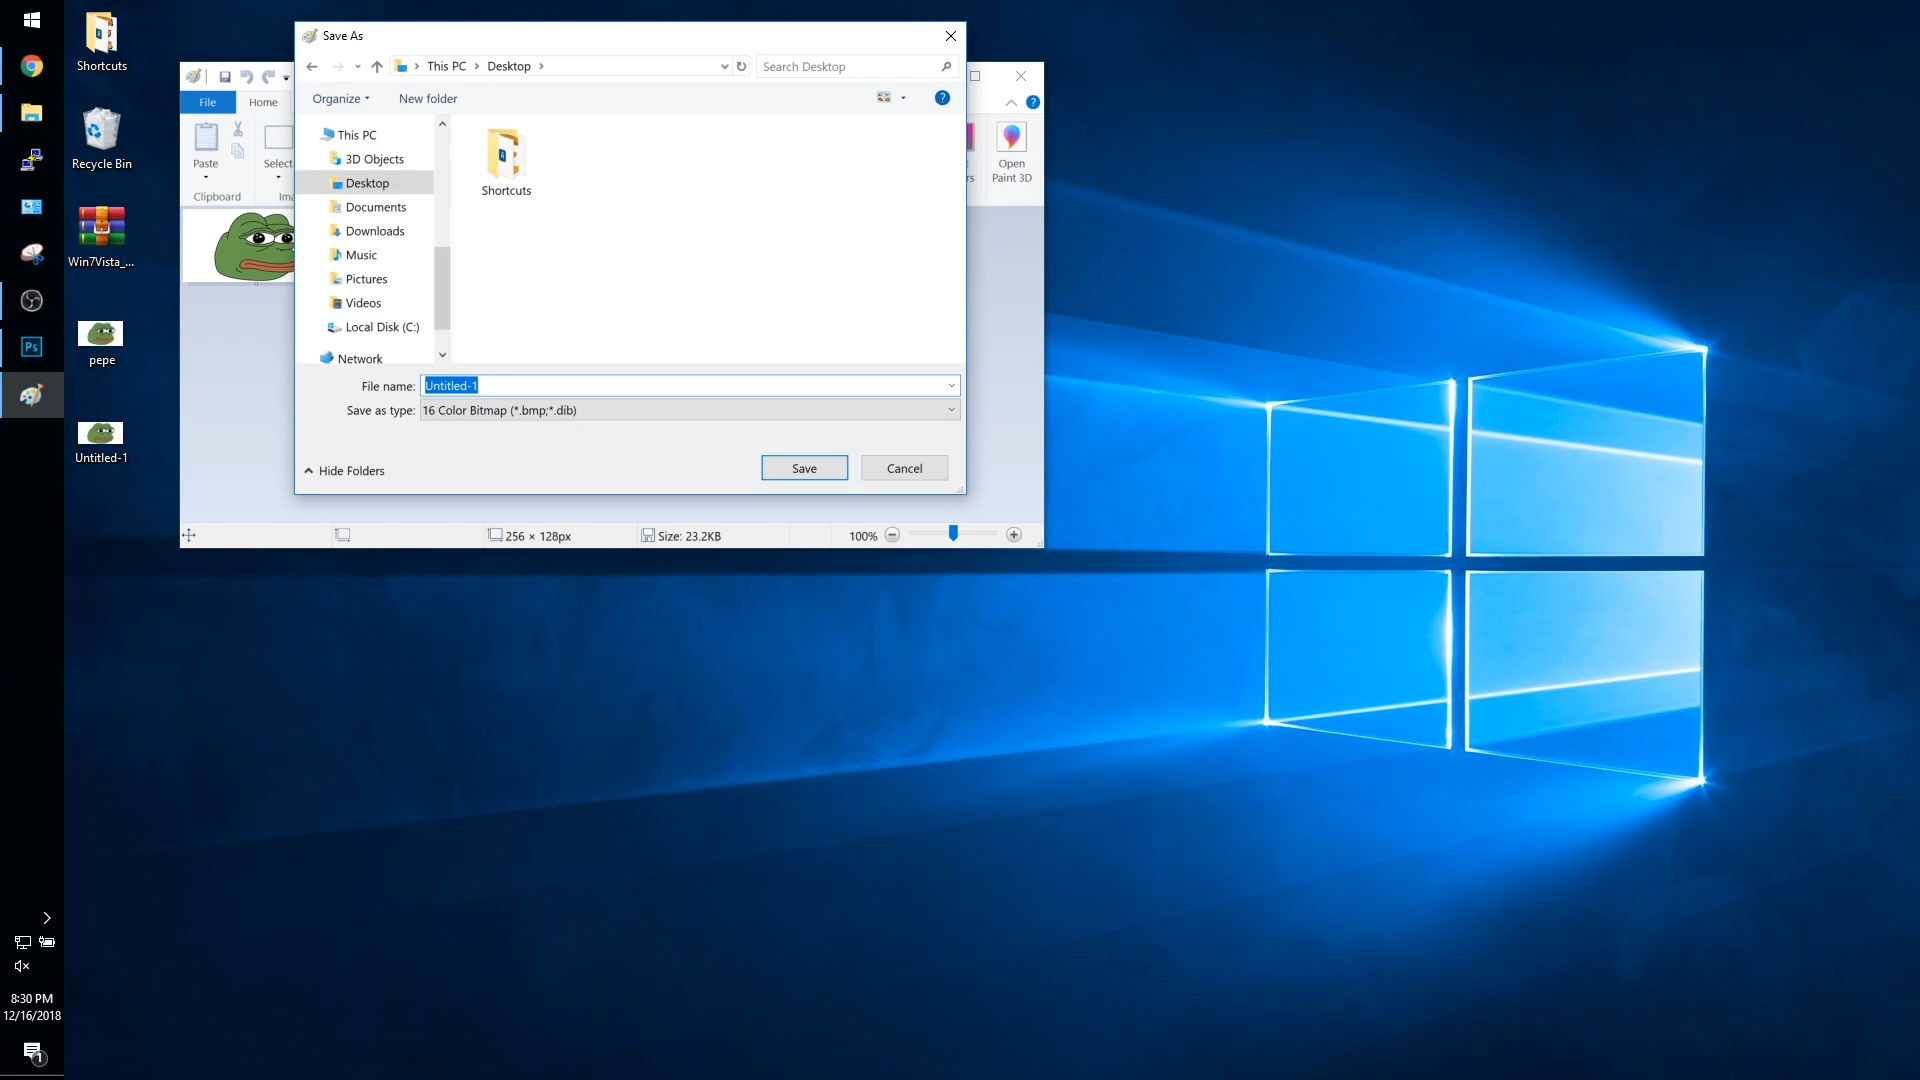 Shortcuts
Recycle Bin
Win7Vista_...
pepe
Untitled-1
Ps
8:30 PM
12/16/2018
1
Save As
This PC
Desktop
Search Desktop
Organize
New folder
?
This PC
3D Objects
Desktop
Documents
Downloads
Music
Pictures
Videos
Local Disk (C:)
Network
Shortcuts
File name: Untitled-1
Save as type: 16 Color Bitmap (*.bmp;*.dib)
Hide Folders
Save
Cancel
File
Home
?
Paste
Select
Clipboard
Ima
t
rs
Open
Paint 3D
256 × 128px
Size: 23.2KB
100%